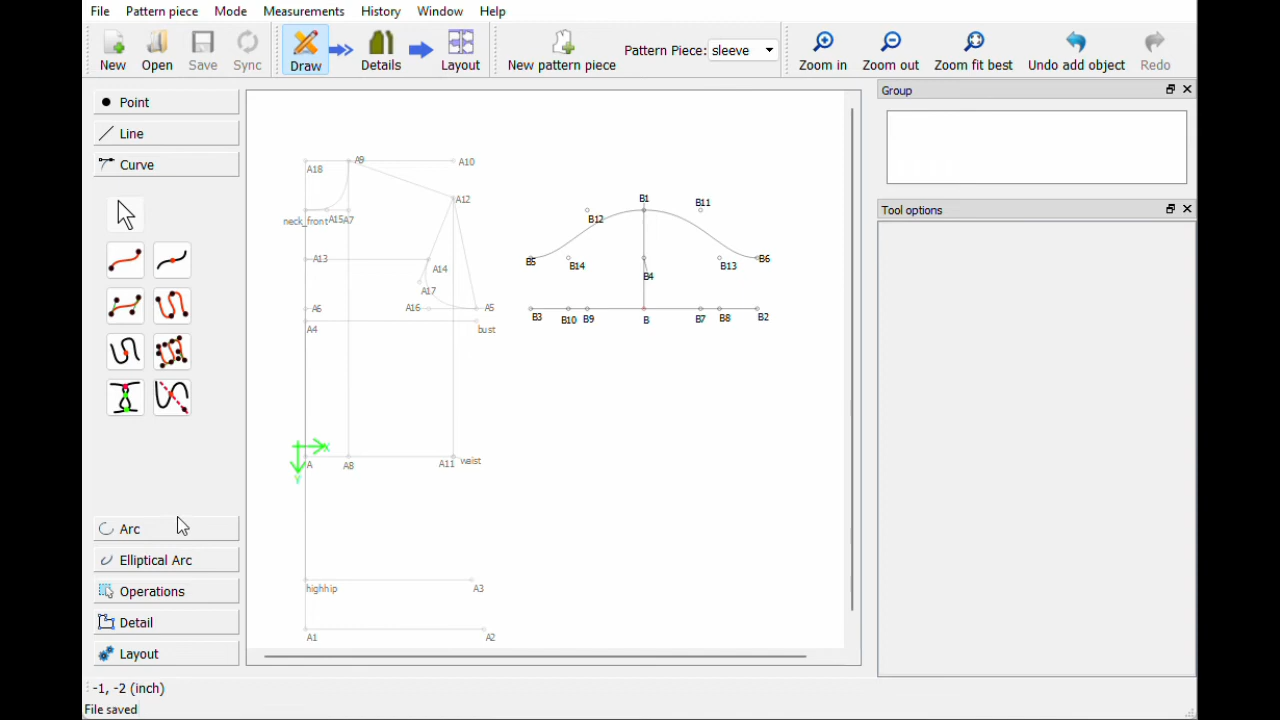 File Pattern piece Mode Measurements History Window Help
New Open Save Sync Draw Details Layout New pattern piece Pattern Piece: sleeve Zoom in Zoom out Zoom fit best Undo add object Redo
Point
Line
Curve
Arc
Elliptical Arc
Operations
Detail
Layout
A18 A9 A10
A12
neck_front A15 A7
A13 A14
A17
A6 A16 A5
A4 bust
X
Y
A A8 A11 waist
highhip A3
A1 A2
B1 B11
B12
B5 B14 B4 B13 B6
B3 B10 B9 B B7 B8 B2
Group
Tool options
-1, -2 (inch)
File saved